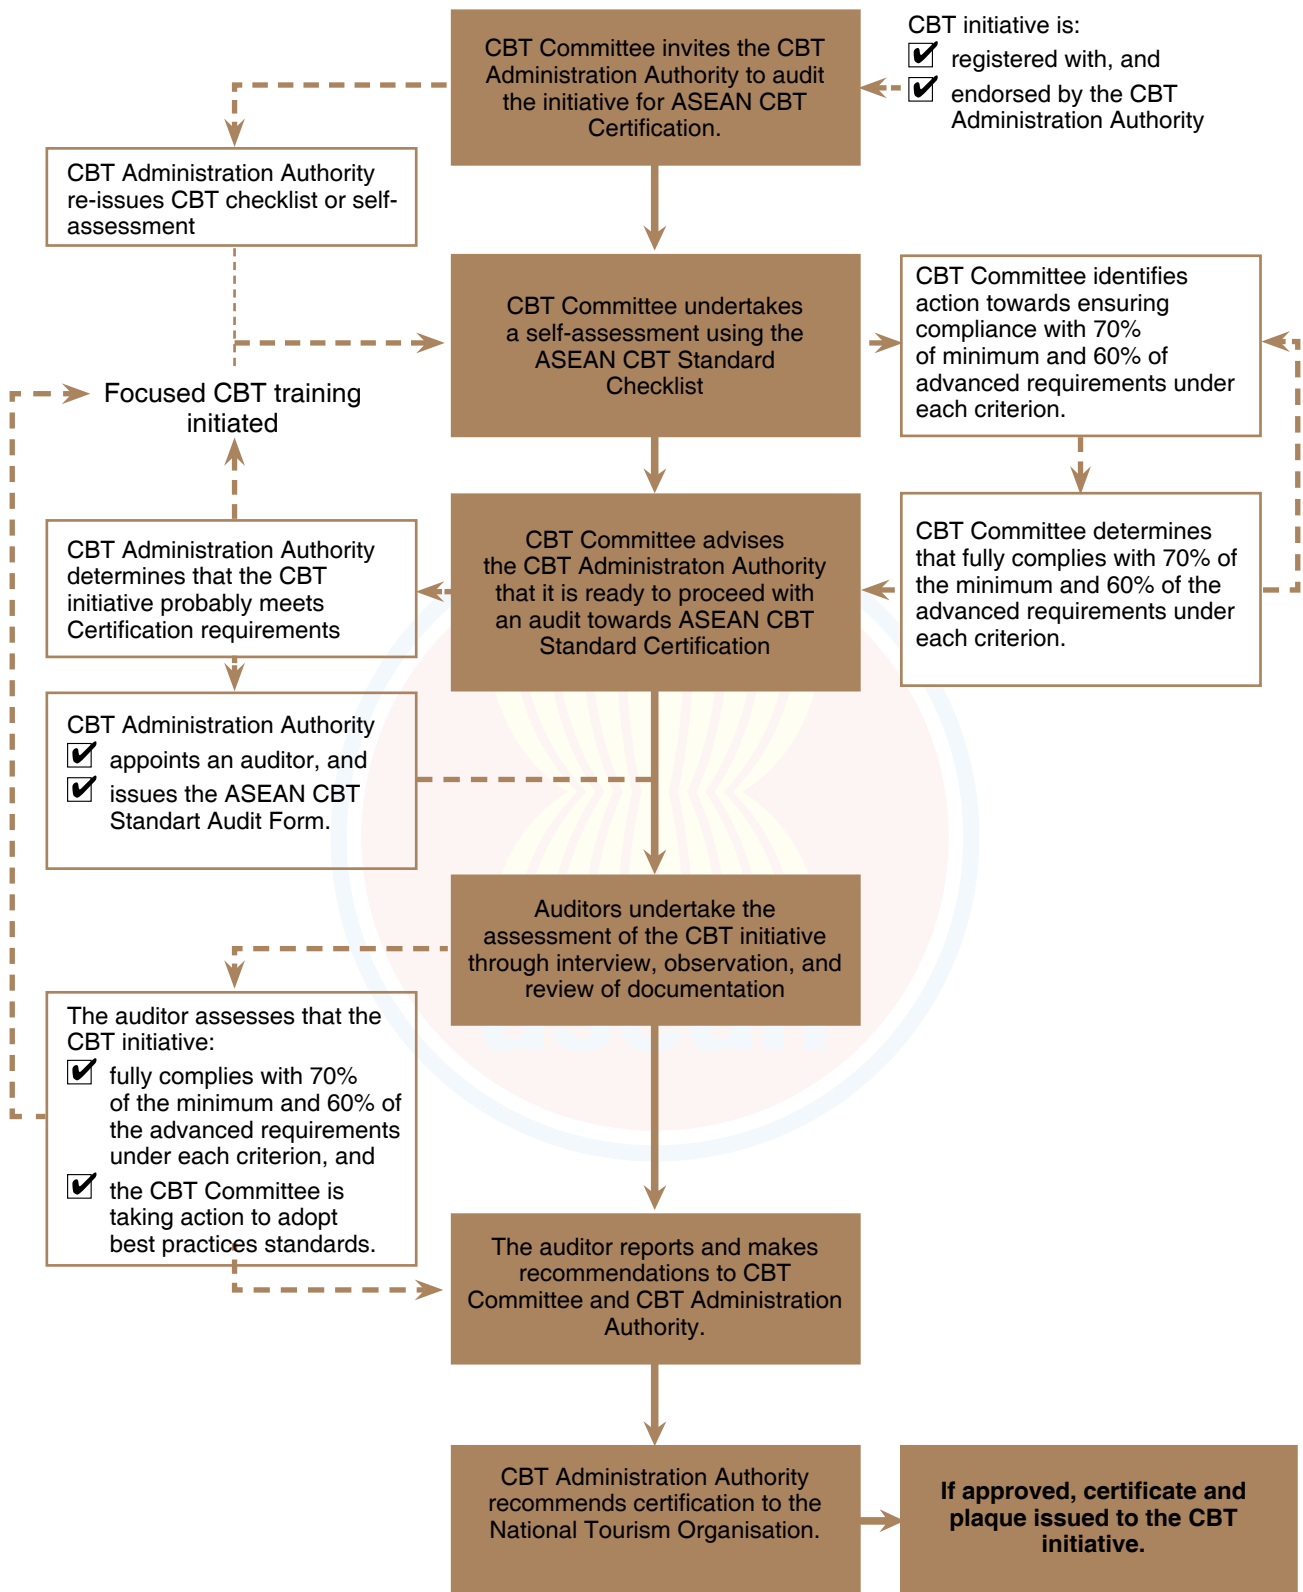 CBT Committee invites the CBT
Administration Authority to audit
the initiative for ASEAN CBT
Certification.
CBT initiative is:
registered with, and
endorsed by the CBT
Administration Authority
CBT Administration Authority
re-issues CBT checklist or self-
assessment
CBT Committee undertakes
a self-assessment using the
ASEAN CBT Standard
Checklist
CBT Committee identifies
action towards ensuring
compliance with 70%
of minimum and 60% of
advanced requirements under
each criterion.
Focused CBT training
initiated
CBT Administration Authority
determines that the CBT
initiative probably meets
Certification requirements
CBT Committee advises
the CBT Administraton Authority
that it is ready to proceed with
an audit towards ASEAN CBT
Standard Certification
CBT Committee determines
that fully complies with 70% of
the minimum and 60% of the
advanced requirements under
each criterion.
CBT Administration Authority
appoints an auditor, and
issues the ASEAN CBT
Standart Audit Form.
Auditors undertake the
assessment of the CBT initiative
through interview, observation, and
review of documentation
asean
The auditor assesses that the
CBT initiative:
fully complies with 70%
of the minimum and 60% of
the advanced requirements
under each criterion, and
the CBT Committee is
taking action to adopt
best practices standards.
The auditor reports and makes
recommendations to CBT
Committee and CBT Administration
Authority.
CBT Administration Authority
recommends certification to the
National Tourism Organisation.
If approved, certificate and
plaque issued to the CBT
initiative.